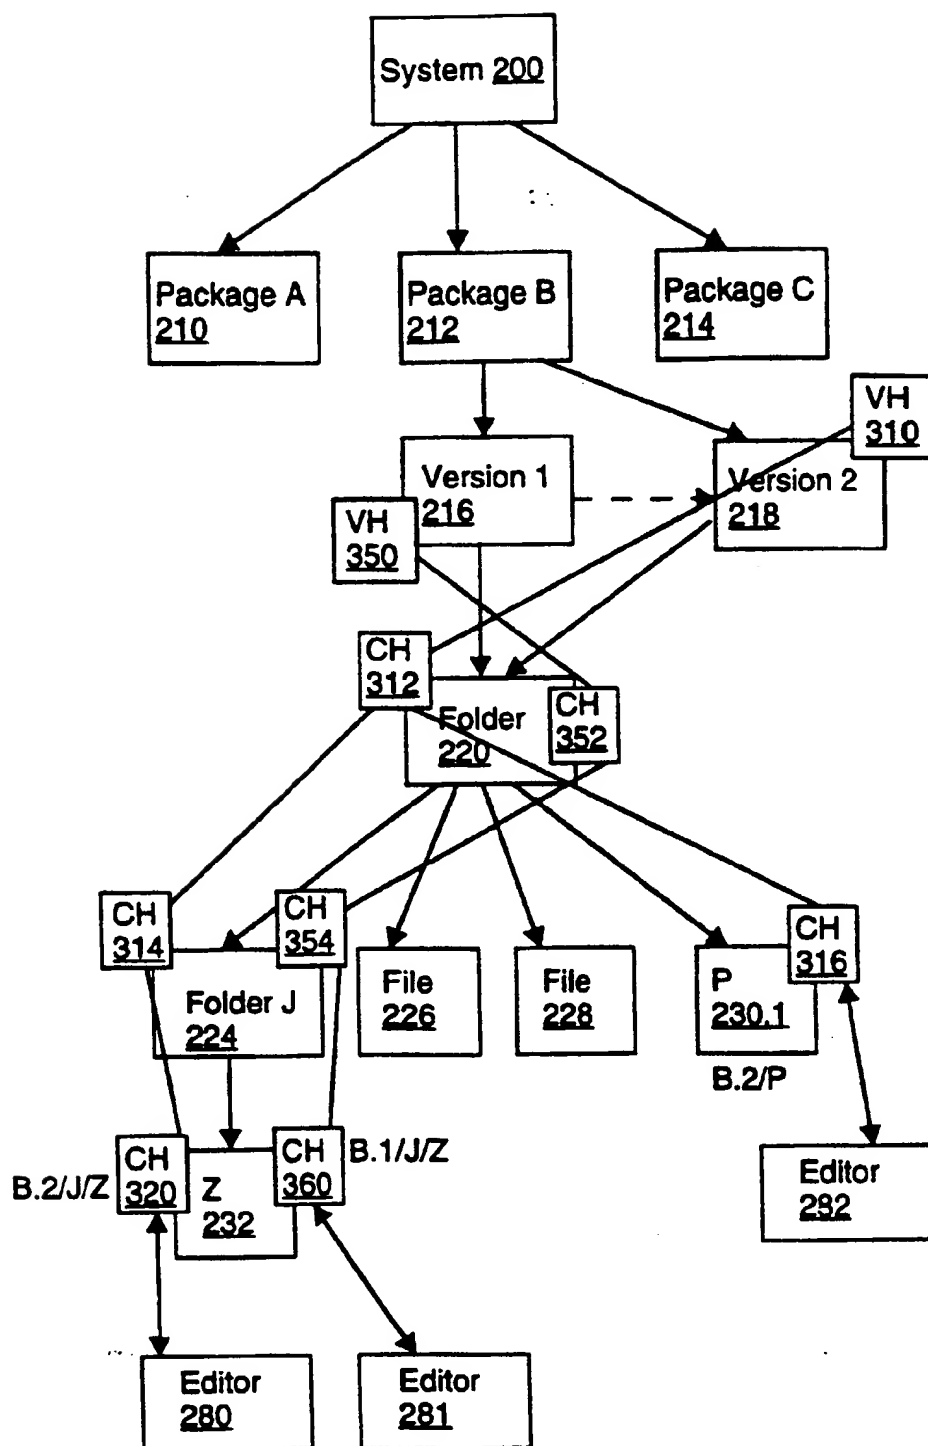 System 200
Package A
210
Package B
212
Package C
214
VH
310
Version 1
216
Version 2
218
VH
350
CH
312
Folder
220
CH
352
CH
314
CH
354
Folder J
224
File
226
File
228
P
230.1
CH
316
B.2/P
B.2/J/Z
CH
320
Z
232
CH
360
B.1/J/Z
Editor
282
Editor
280
Editor
281